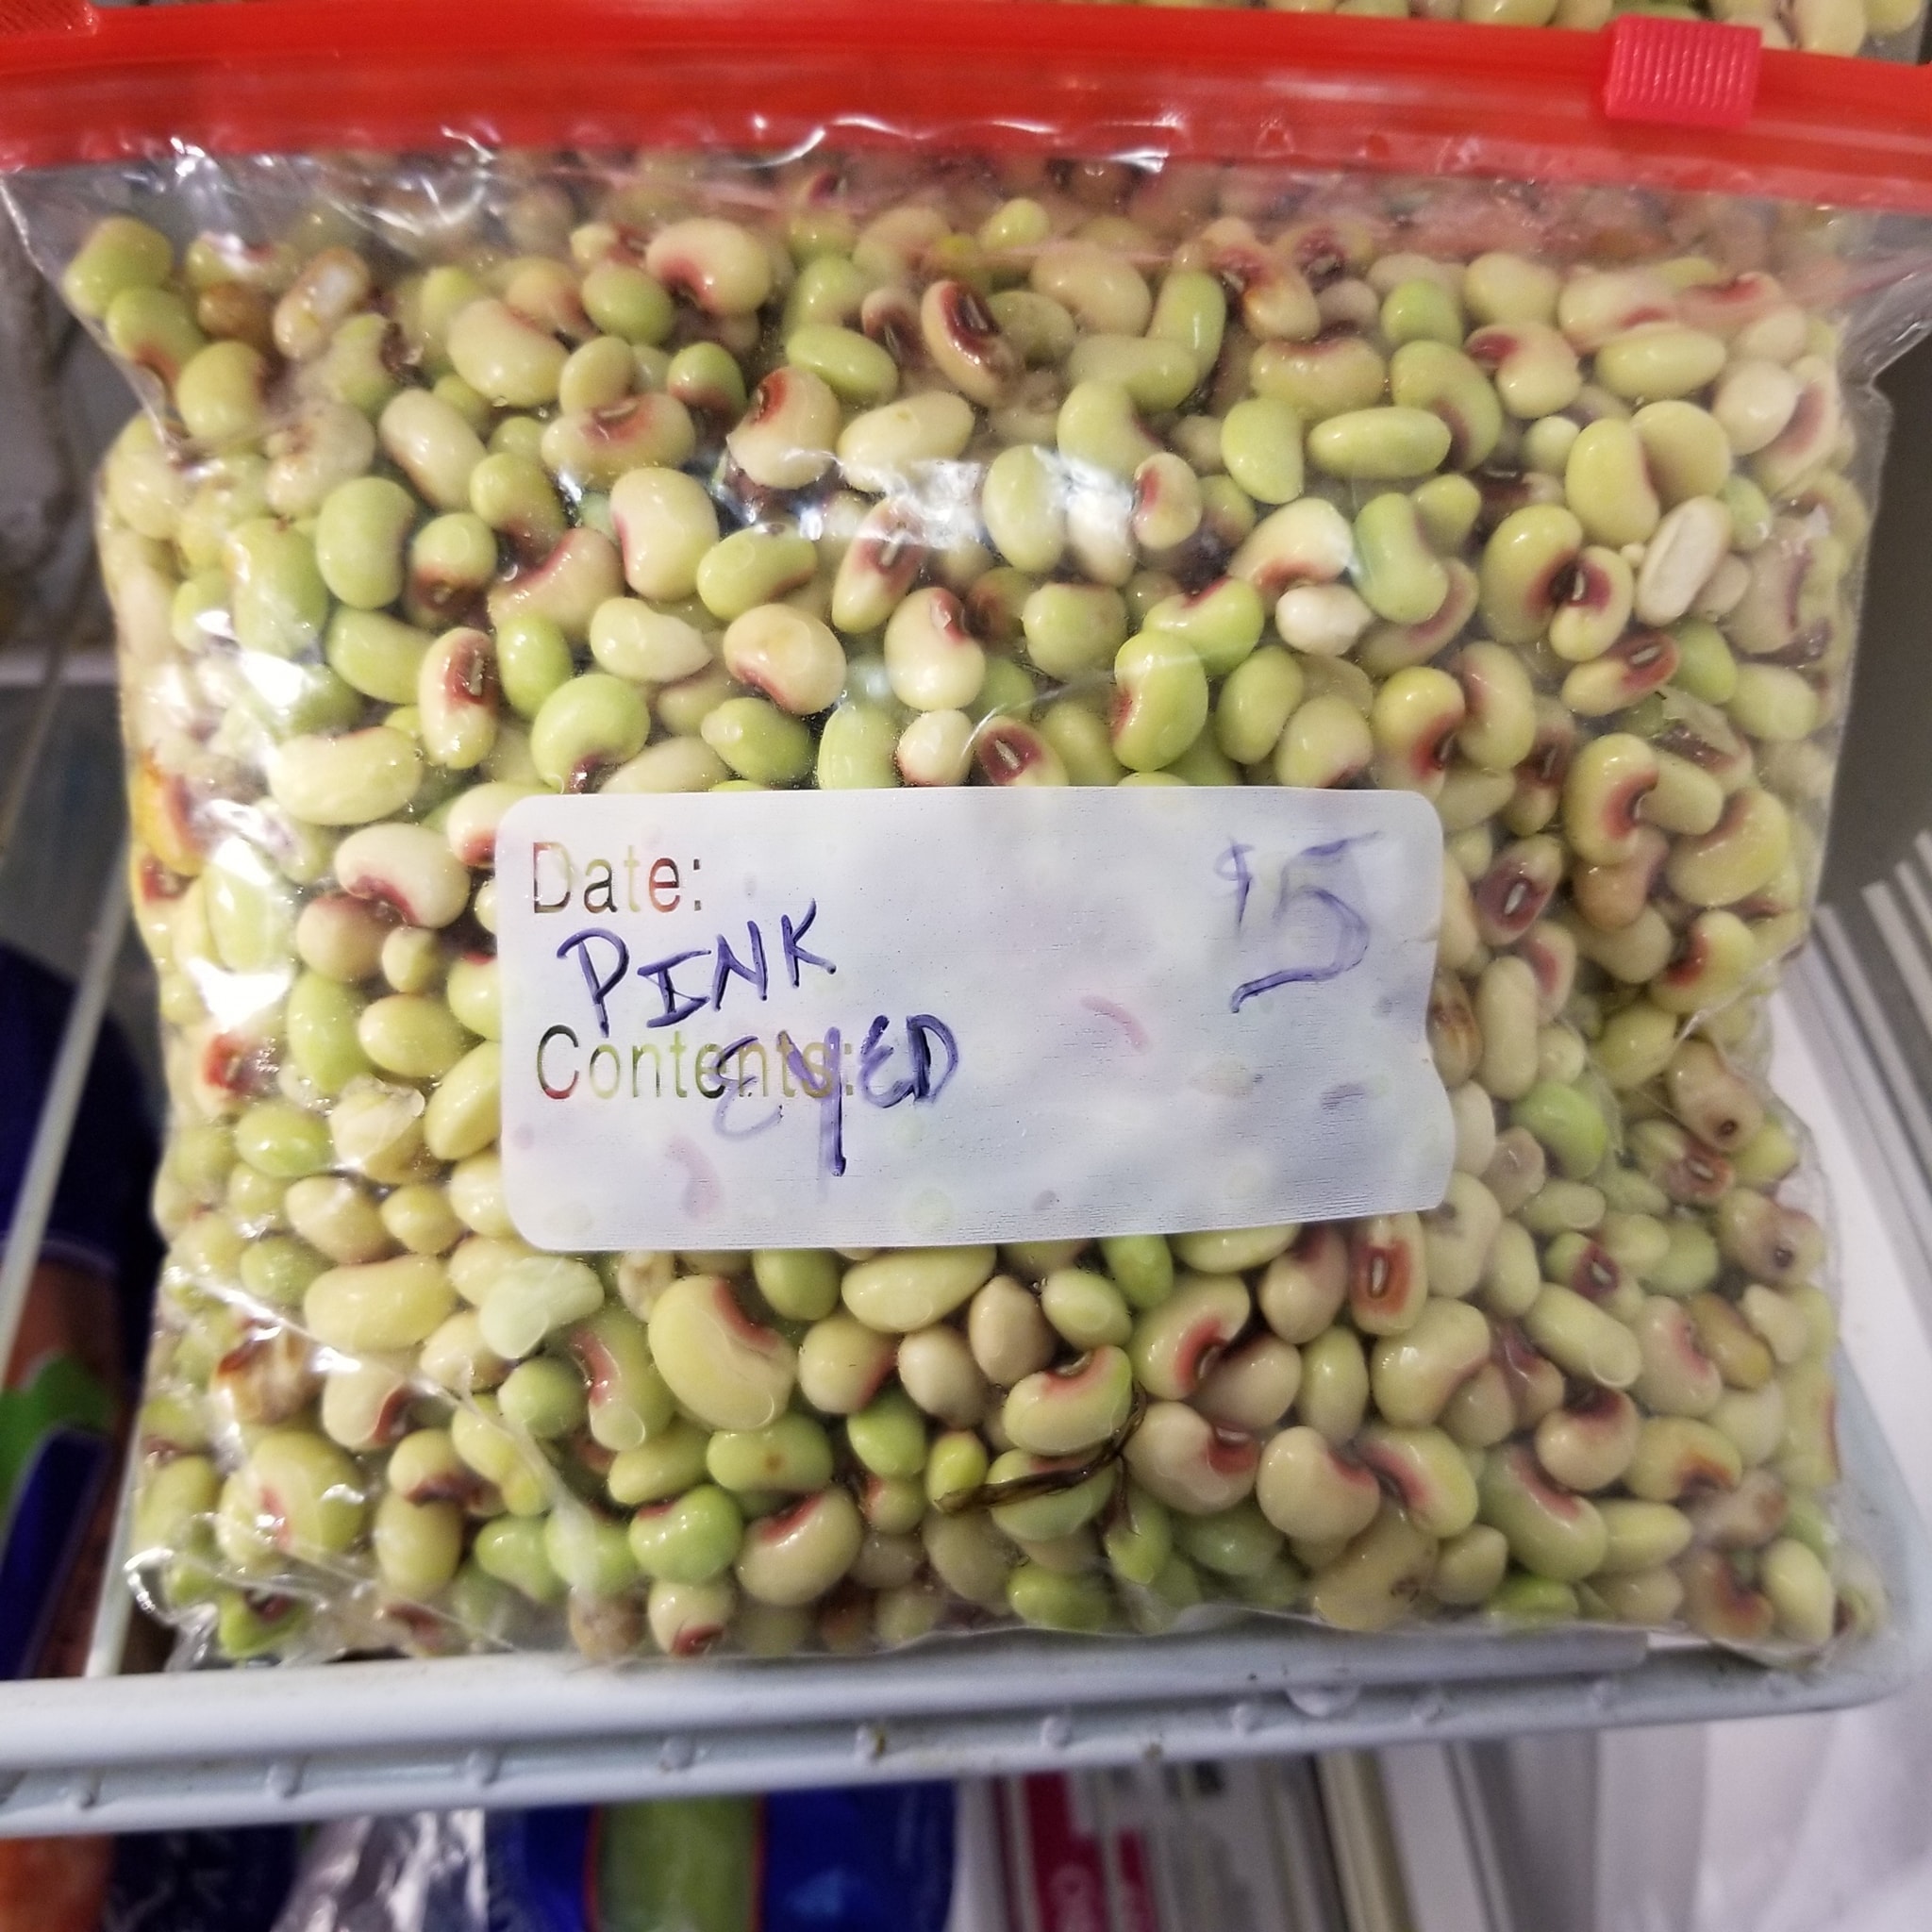 Date:
$5
PINK
Contents:
EYED